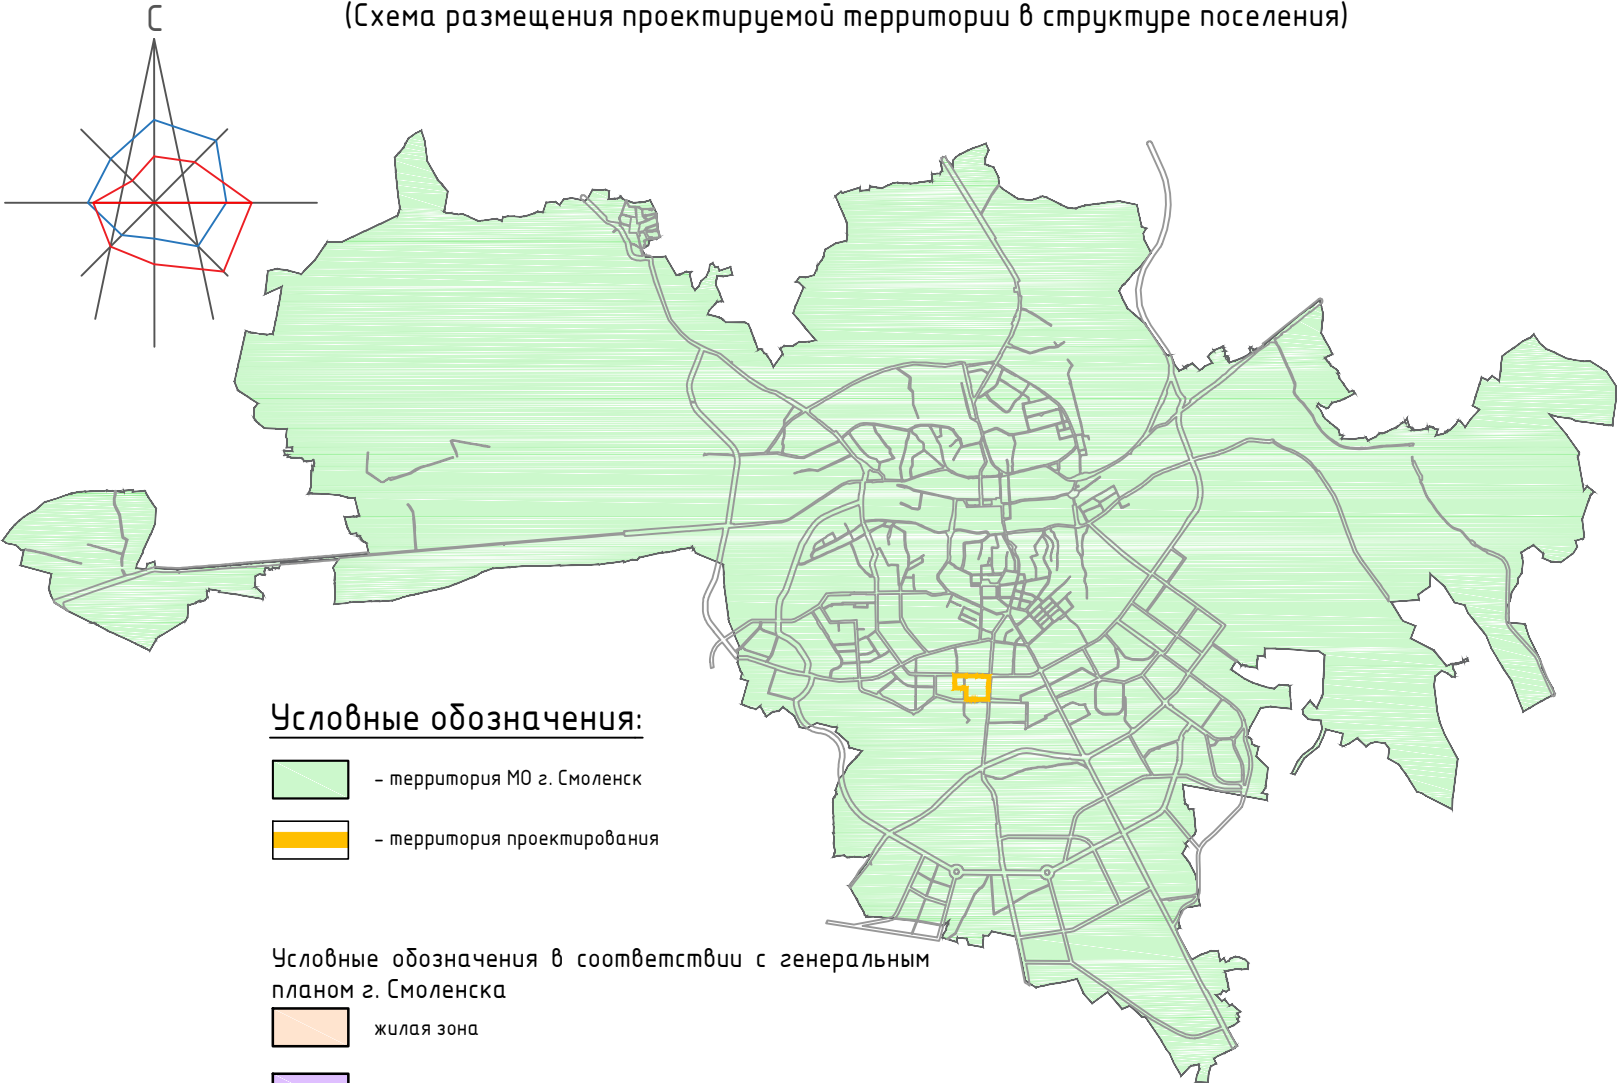 С
(Схема размещения проектируемой территории в структуре поселения)
Условные обозначения:
- территория МО г. Смоленск
- территория проектирования
Условные обозначения в соответствии с генеральным
планом г. Смоленска
жилая зона